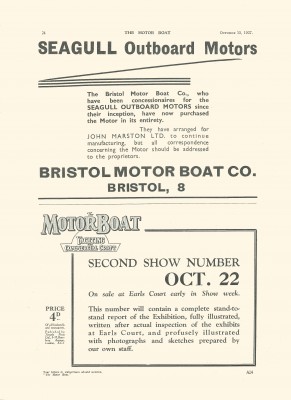 24 THE MOTOR BOAT
SEAGULL Outboard Motors
The Bristol Motor Boat Co., who
have been concessionaires for the
SEAGULL OUTBOARD MOTORS since
their inception, have now purchased
the Motor in its entirety.
They have arranged for
JOHN MARSTON LTD. to continue
manufacturing, but all correspondence
concerning the Motor should be addressed
to the proprietors.
BRISTOL MOTOR BOAT CO.
BRISTOL, 8
The
MOTOR BOAT
YACHTING
SECOND SHOW NUMBER
OCT. 22
On sale at Earls Court early in Show week.
This number will contain a complete stand-to-
stand report of the Exhibition, fully illustrated,
written after actual inspection of the exhibits
at Earls Court, and profusely illustrated
with photographs and sketches prepared by
our own staff.
PRICE
4D.